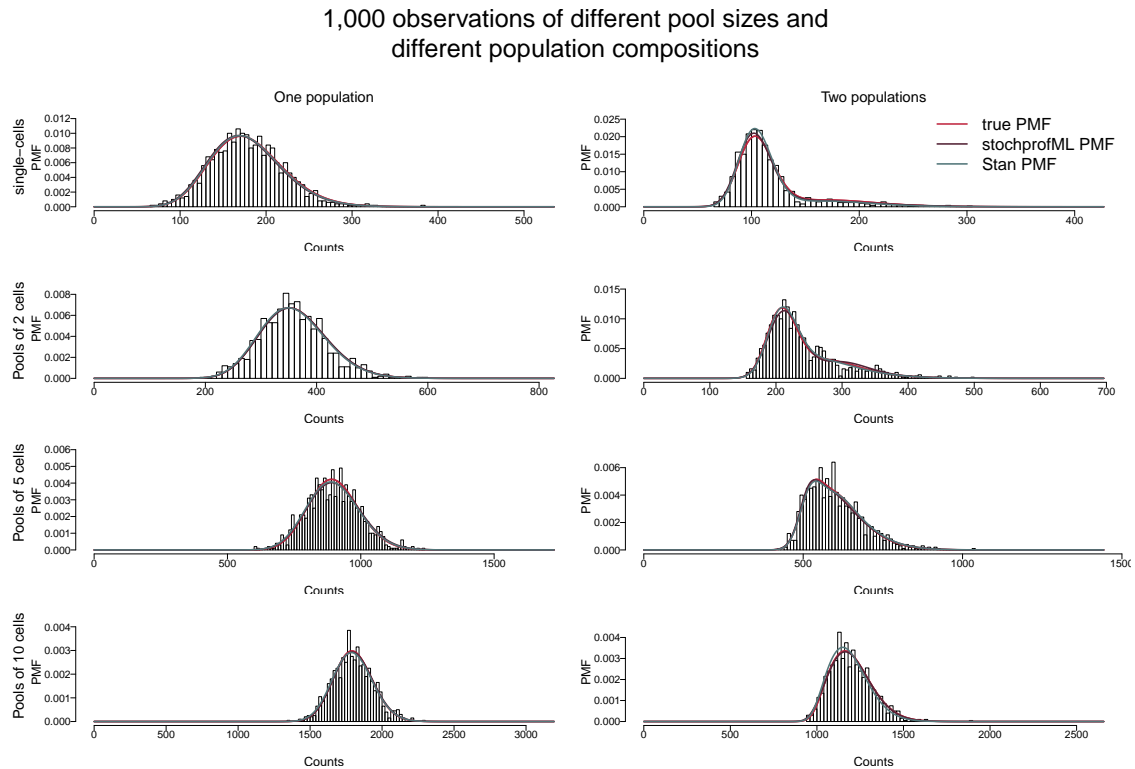 1,000 observations of different pool sizes and
different population compositions
One population
Two populations
single−cells
PMF
0.012
0.010
0.008
0.006
0.004
0.002
0.000
0 100 200 300 400 500
Counts
PMF
0.025
0.020
0.015
0.010
0.005
0.000
0 100 200 300 400
Counts
true PMF
stochprofML PMF
Stan PMF
Pools of 2 cells
PMF
0.008
0.006
0.004
0.002
0.000
0 200 400 600 800
Counts
PMF
0.015
0.010
0.005
0.000
0 100 200 300 400 500 600 700
Counts
Pools of 5 cells
PMF
0.006
0.005
0.004
0.003
0.002
0.001
0.000
0 500 1000 1500
Counts
PMF
0.006
0.004
0.002
0.000
0 500 1000 1500
Counts
Pools of 10 cells
PMF
0.004
0.003
0.002
0.001
0.000
0 500 1000 1500 2000 2500 3000
Counts
PMF
0.004
0.003
0.002
0.001
0.000
0 500 1000 1500 2000 2500
Counts